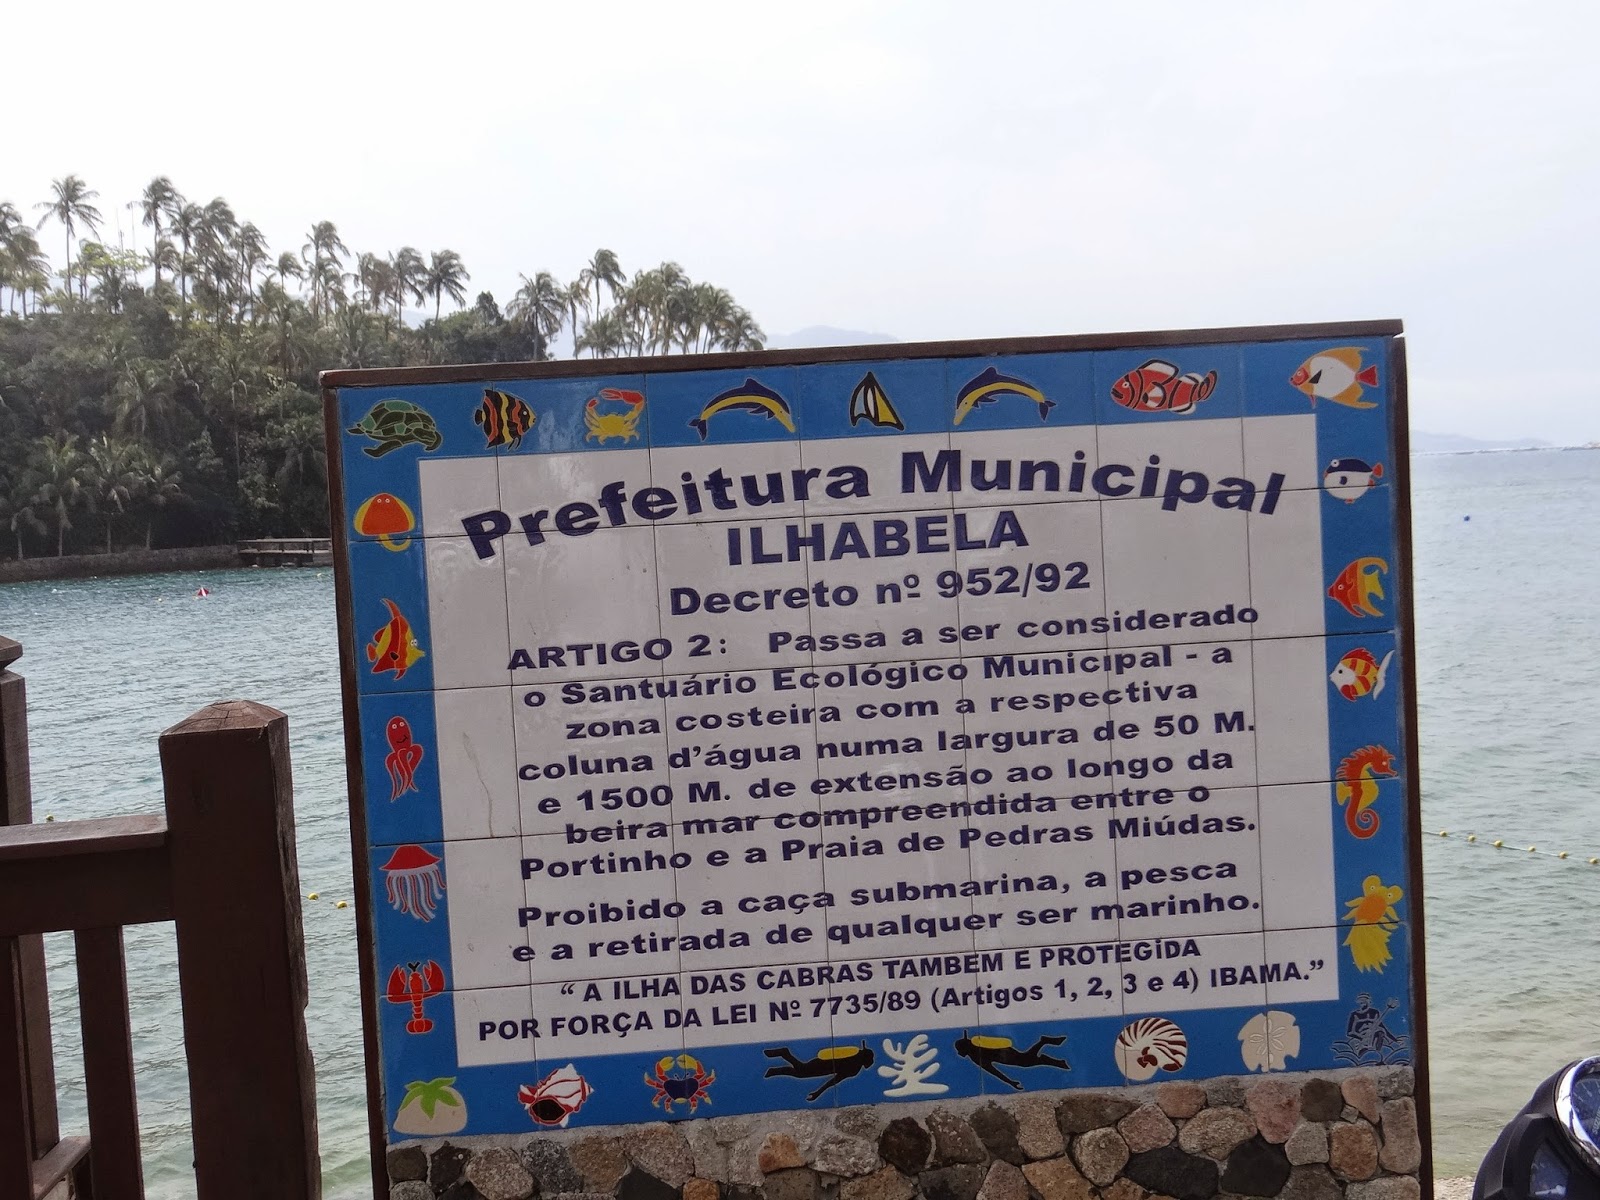 Prefeitura Municipal
ILHABELA
Decreto nº 952/92
ARTIGO 2: Passa a ser considerado
o Santuário Ecológico Municipal - a
zona costeira com a respectiva
coluna d'água numa largura de 50 M.
e 1500 M. de extensão ao longo da
beira mar compreendida entre o
Portinho e a Praia de Pedras Miúdas.
Proibido a caça submarina, a pesca
e a retirada de qualquer ser marinho.
“ A ILHA DAS CABRAS TAMBEM E PROTEGiDA
POR FORÇA DA LEI Nº 7735/89 (Artigos 1, 2, 3 e 4) IBAMA.”